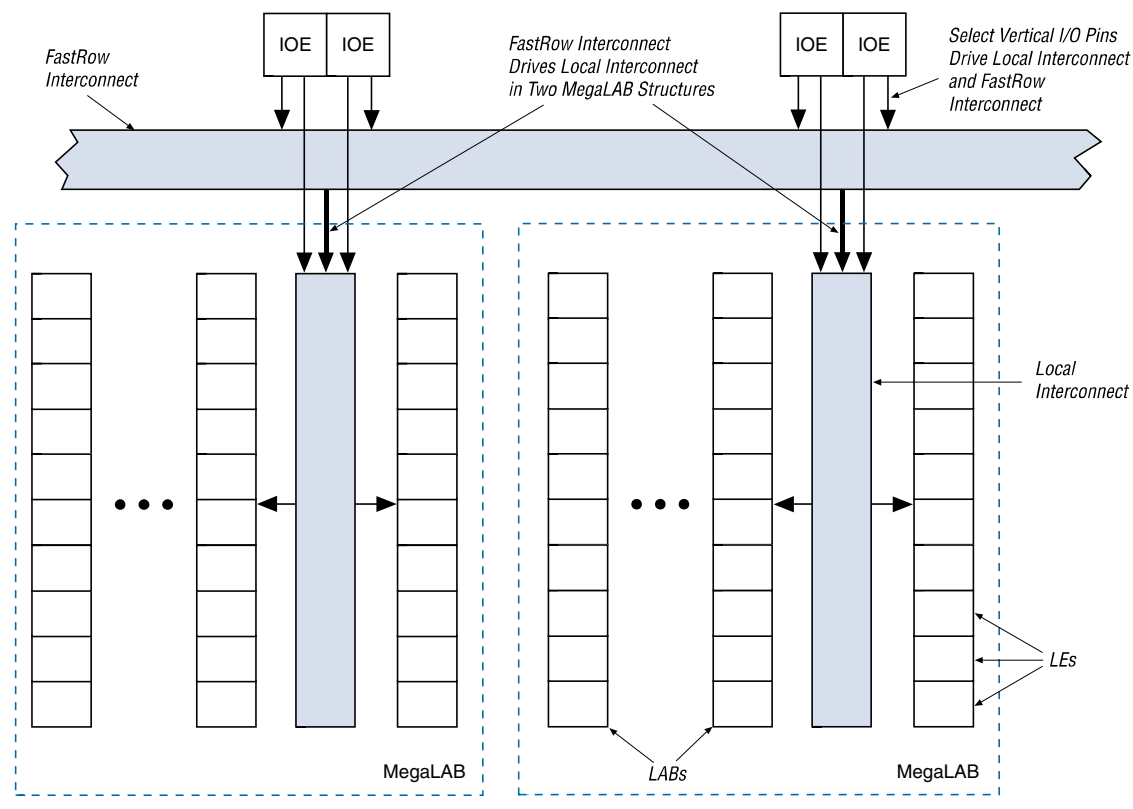 IOE IOE
IOE IOE
FastRow
Interconnect
FastRow Interconnect
Drives Local Interconnect
in Two MegaLAB Structures
Select Vertical I/O Pins
Drive Local Interconnect
and FastRow
Interconnect
Local
Interconnect
LEs
LABs
MegaLAB
MegaLAB